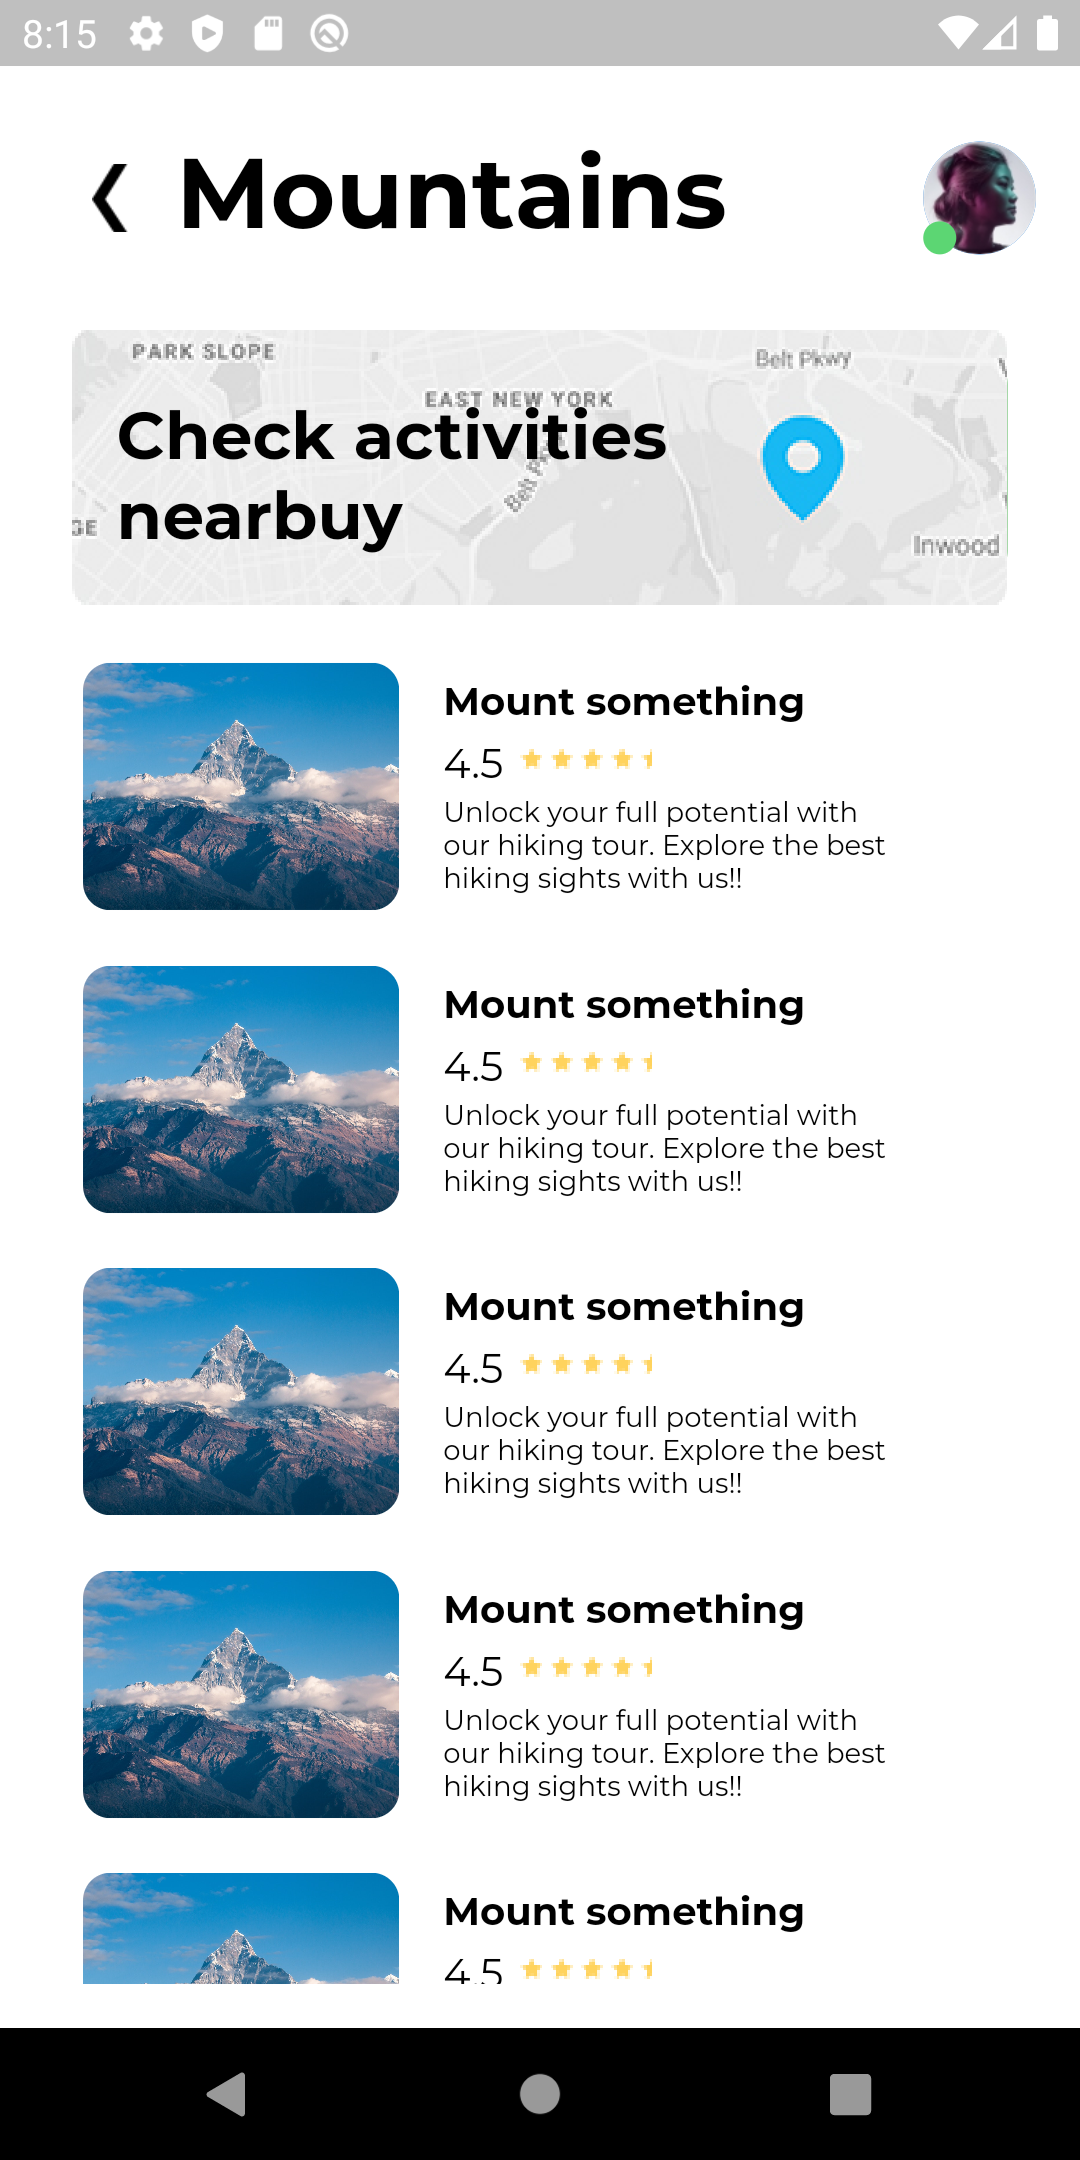 8:15
Mountains
PARK SLOPE
Belt Pkwy
EAST NEW YORK
Check activities
Belt
nearbuy
GE
Inwood
Mount something
4.5
Unlock your full potential with
our hiking tour. Explore the best
hiking sights with us!!
Mount something
4.5
Unlock your full potential with
our hiking tour. Explore the best
hiking sights with us!!
Mount something
4.5
Unlock your full potential with
our hiking tour. Explore the best
hiking sights with us!!
Mount something
4.5
Unlock your full potential with
our hiking tour. Explore the best
hiking sights with us!!
Mount something
4.5